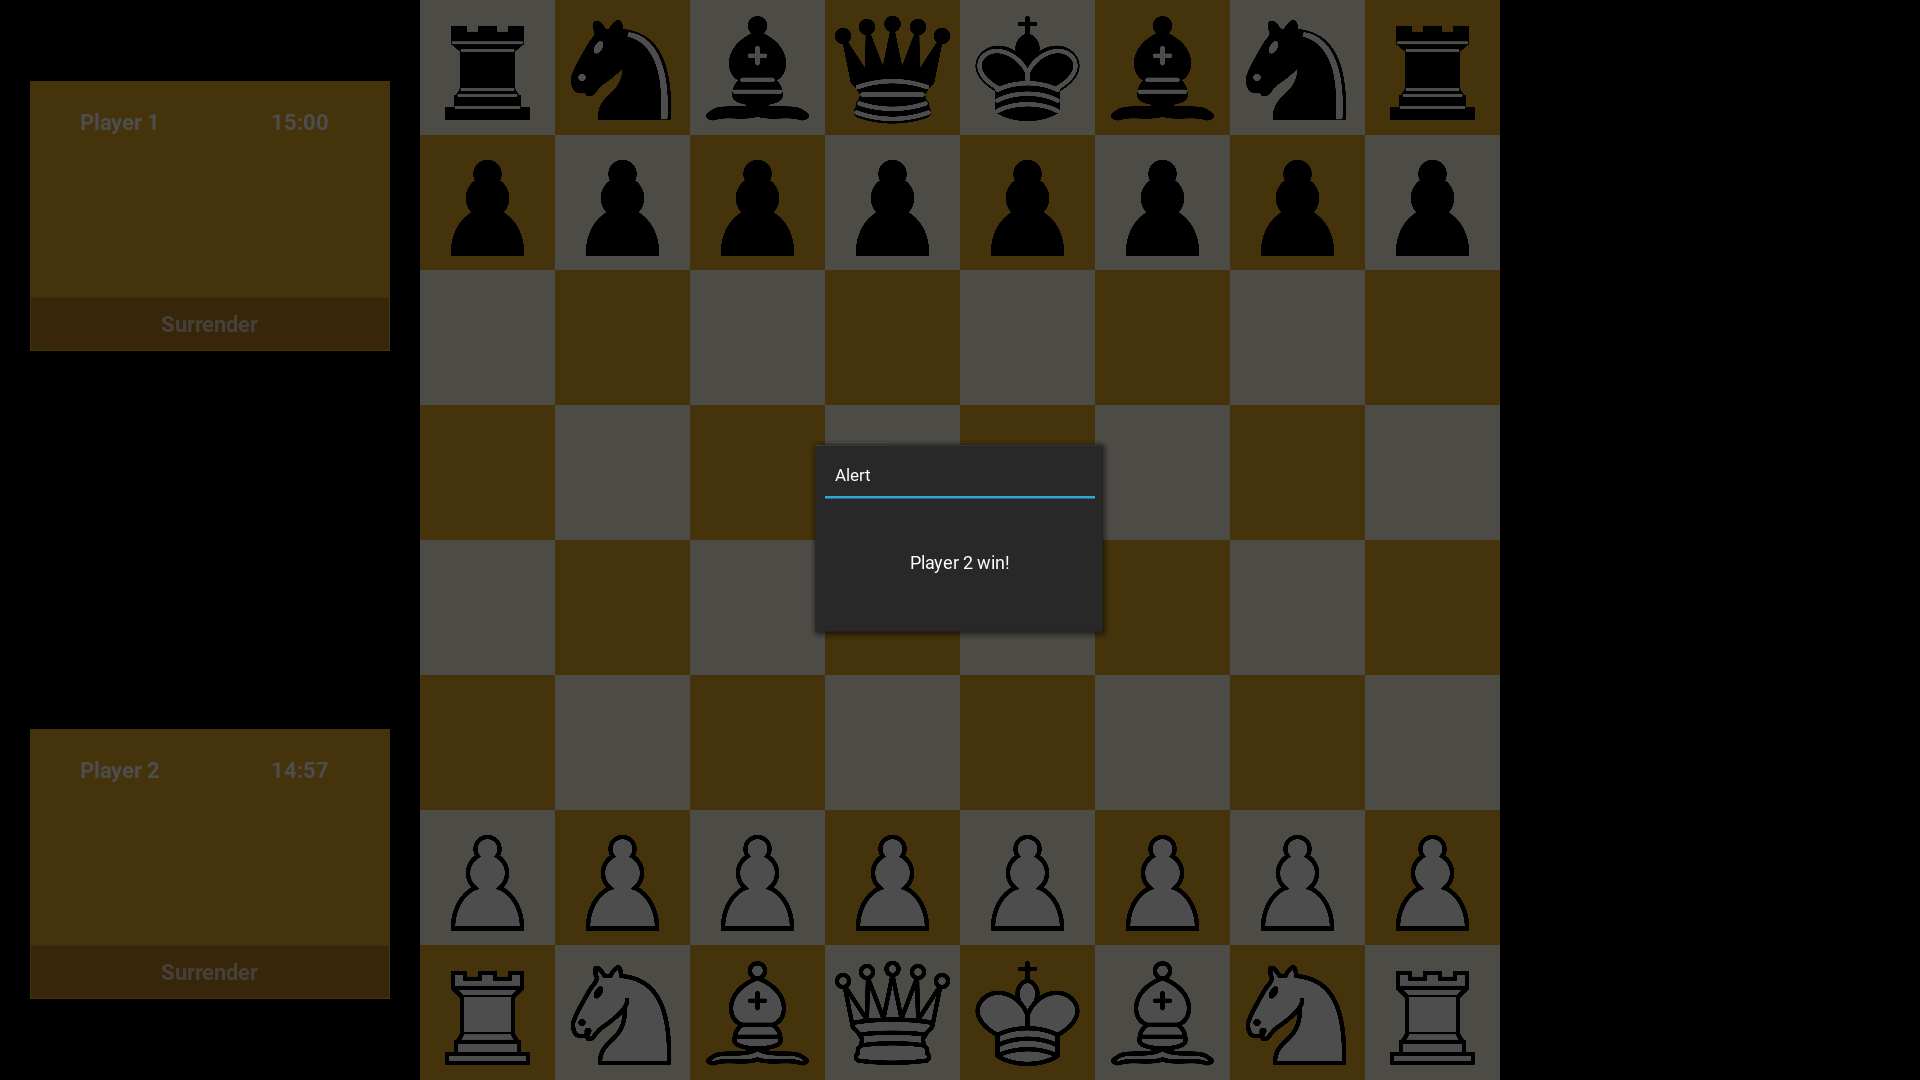 Player 1 15:00
Surrender
Alert
Player 2 win!
Player 2 14:57
Surrender